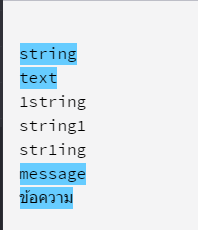 string
text
1string
string1
str1ing
message
ข้อความ